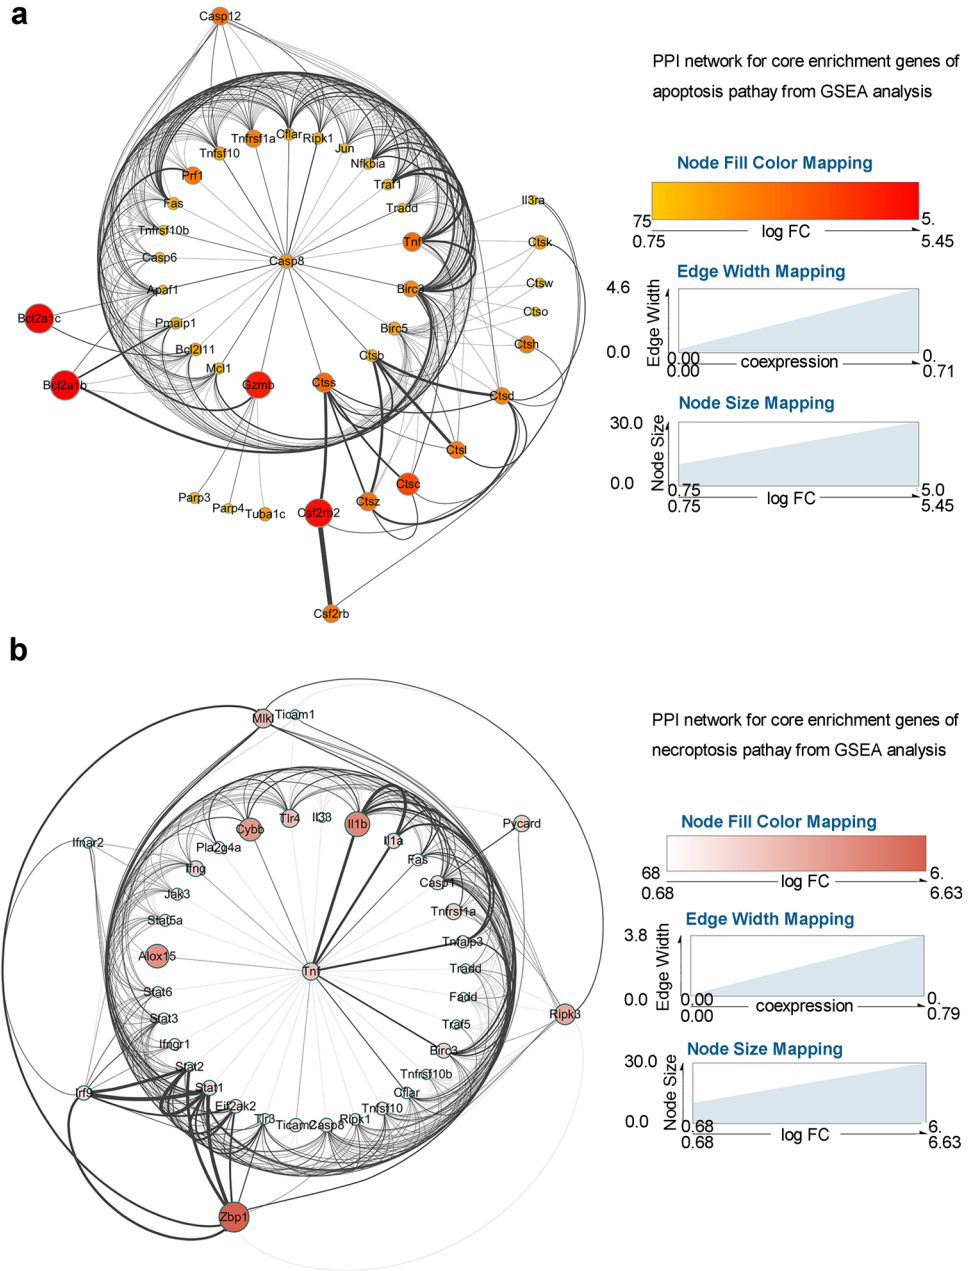 a
Casp12
PPI network for core enrichment genes of
apoptosis pathay from GSEA analysis
Tnfrsf1a
Cflar
Ripk1
Jun
Tnfsf10
Nfkbia
Prf1
Traf1
Fas
Tradd
Tnfrsf10b
Tnf
Casp6
Casp8
Apaf1
Birc3
Pmaip1
Birc5
Bcl2l11
Ctsb
Mcl1
Gzmb
Ctss
Il3ra
Ctsk
Ctsw
Ctso
Ctsh
Ctsd
Ctsl
Ctsc
Ctsz
Bcl2a1c
Bcl2a1b
Parp3
Parp4
Tuba1c
Csf2rb2
Csf2rb
Node Fill Color Mapping
75
5.
0.75
log FC
5.45
Edge Width Mapping
4.6
Edge Width
0.0
0.00
0.
0.00
coexpression
0.71
Node Size Mapping
30.0
Node Size
0.0
0.75
5.0
0.75
log FC
5.45
b
PPI network for core enrichment genes of
necroptosis pathay from GSEA analysis
Mlkl
Ticam1
Ifnar2
Pycard
Cybb
Tlr4
Il33
Il1b
Il1a
Pla2g4a
Fas
Ifng
Casp1
Jak3
Tnfrsf1a
Stat5a
Tnfaip3
Alox15
Tnf
Tradd
Stat6
Fadd
Stat3
Traf5
Ripk3
Ifngr1
Birc3
Stat2
Tnfrsf10b
Stat1
Cflar
Irf9
Eif2ak2
Tnfsf10
Tlr3
Ticam2
Casp8
Ripk1
Zbp1
Node Fill Color Mapping
68
6.
0.68
log FC
6.63
Edge Width Mapping
3.8
Edge Width
0.0
0.00
0.
0.00
coexpression
0.79
Node Size Mapping
30.0
Node Size
0.0
0.68
6.
0.68
log FC
6.63